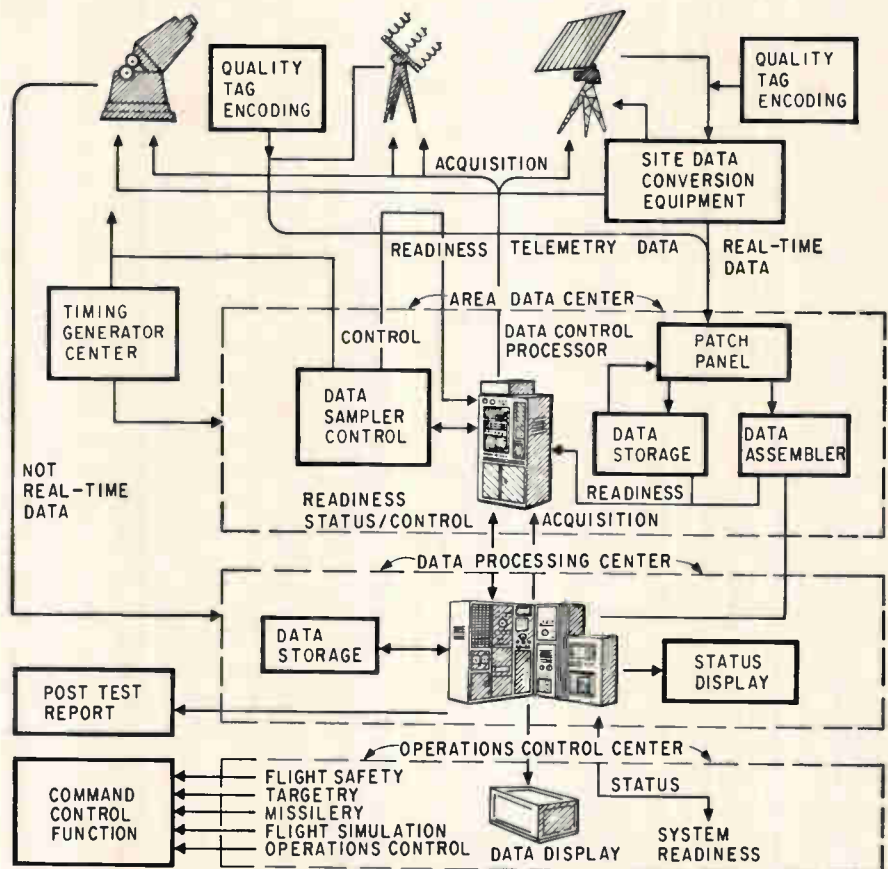 QUALITY
TAG
ENCODING
QUALITY
TAG
ENCODING
ACQUISITION
SITE DATA
CONVERSION
EQUIPMENT
READINESS TELEMETRY DATA
REAL-TIME
DATA
AREA DATA CENTER
TIMING
GENERATOR
CENTER
CONTROL
DATA CONTROL
PROCESSOR
PATCH
PANEL
DATA
SAMPLER
CONTROL
DATA
STORAGE
DATA
ASSEMBLER
NOT
REAL-TIME
DATA
READINESS
READINESS
STATUS/CONTROL
ACQUISITION
DATA PROCESSING CENTER
DATA
STORAGE
STATUS
DISPLAY
POST TEST
REPORT
OPERATIONS CONTROL CENTER
COMMAND
CONTROL
FUNCTION
FLIGHT SAFETY
TARGETRY
MISSILERY
FLIGHT SIMULATION
OPERATIONS CONTROL
DATA DISPLAY
STATUS
SYSTEM
READINESS